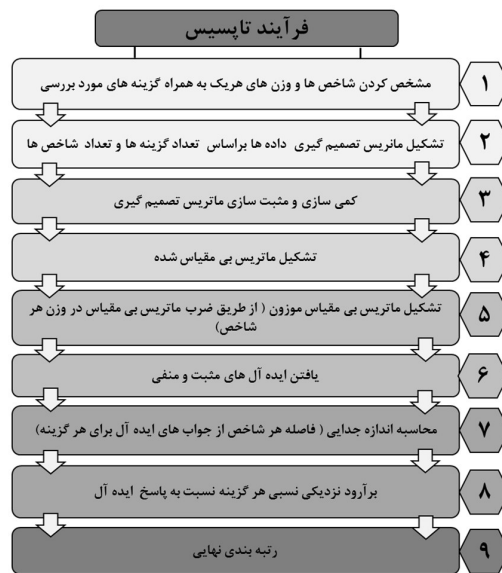 فرآیند تاپسیس
۱
مشخص کردن شاخص ها و وزن های هریک به همراه گزینه های مورد بررسی
۲
تشکیل مانریس تصمیم گیری داده ها براساس تعداد گزینه ها و تعداد شاخص ها
۳
کمی سازی و مثبت سازی ماتریس تصمیم گیری
۴
تشکیل ماتریس بی مقیاس شده
۵
تشکیل ماتریس بی مقیاس موزون ( از طریق ضرب ماتریس بی مقیاس در وزن هر
شاخص)
۶
یافتن ایده آل های مثبت و منفی
۷
محاسبه اندازه جدایی ( فاصله هر شاخص از جواب های ایده آل برای هر گزینه)
۸
برآرود نزدیکی نسبی هر گزینه نسبت به پاسخ ایده آل
۹
رتبه بندی نهایی